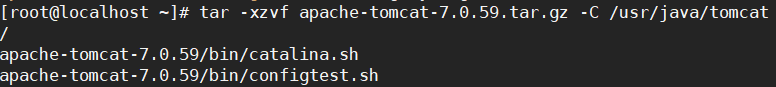 [root@localhost ~]# tar -xzvf apache-tomcat-7.0.59.tar.gz -C /usr/java/tomcat
/
apache-tomcat-7.0.59/bin/catalina.sh
apache-tomcat-7.0.59/bin/configtest.sh